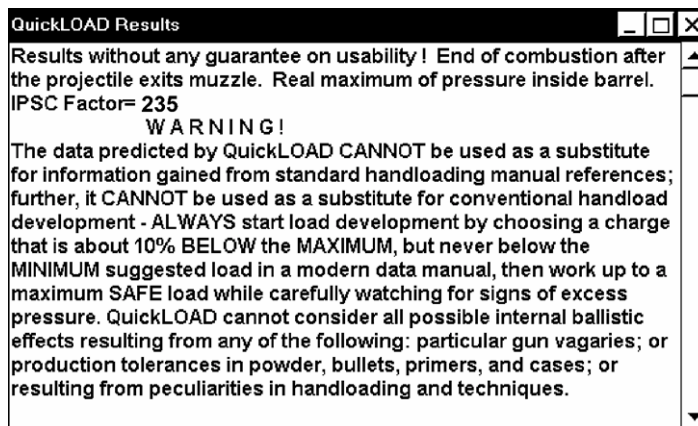 QuickLOAD Results
Results without any guarantee on usability ! End of combustion after
the projectile exits muzzle. Real maximum of pressure inside barrel.
IPSC Factor= 235
W A R N I N G !
The data predicted by QuickLOAD CANNOT be used as a substitute
for information gained from standard handloading manual references;
further, it CANNOT be used as a substitute for conventional handload
development - ALWAYS start load development by choosing a charge
that is about 10% BELOW the MAXIMUM, but never below the
MINIMUM suggested load in a modern data manual, then work up to a
maximum SAFE load while carefully watching for signs of excess
pressure. QuickLOAD cannot consider all possible internal ballistic
effects resulting from any of the following: particular gun vagaries; or
production tolerances in powder, bullets, primers, and cases; or
resulting from peculiarities in handloading and techniques.